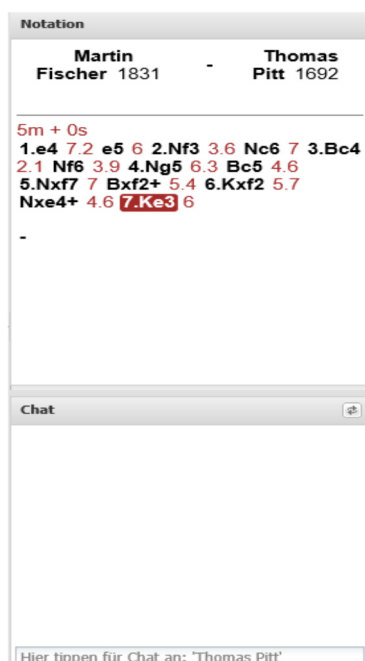 Notation
Martin Fischer 1831 - Thomas Pitt 1692
5m + 0s
1.e4 7.2 e5 6 2.Nf3 3.6 Nc6 7 3.Bc4
2.1 Nf6 3.9 4.Ng5 6.3 Bc5 4.6
5.Nxf7 7 Bxf2+ 5.4 6.Kxf2 5.7
Nxe4+ 4.6 7.Ke3 6
-
Chat
Hier tippen für Chat an: 'Thomas Pitt'